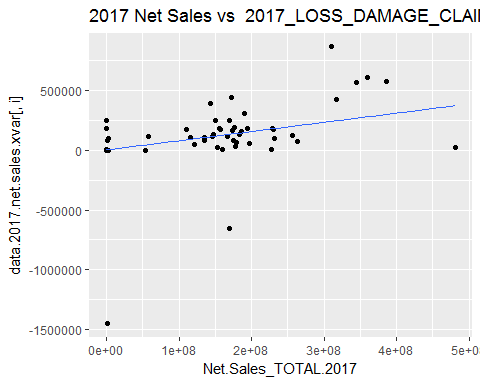 2017 Net Sales vs 2017_LOSS_DAMAGE_CLAI
data.2017.net.sales.xvar[, i]
500000
0
-500000
-1000000
-1500000
0e+00 1e+08 2e+08 3e+08 4e+08 5e+08
Net.Sales_TOTAL.2017